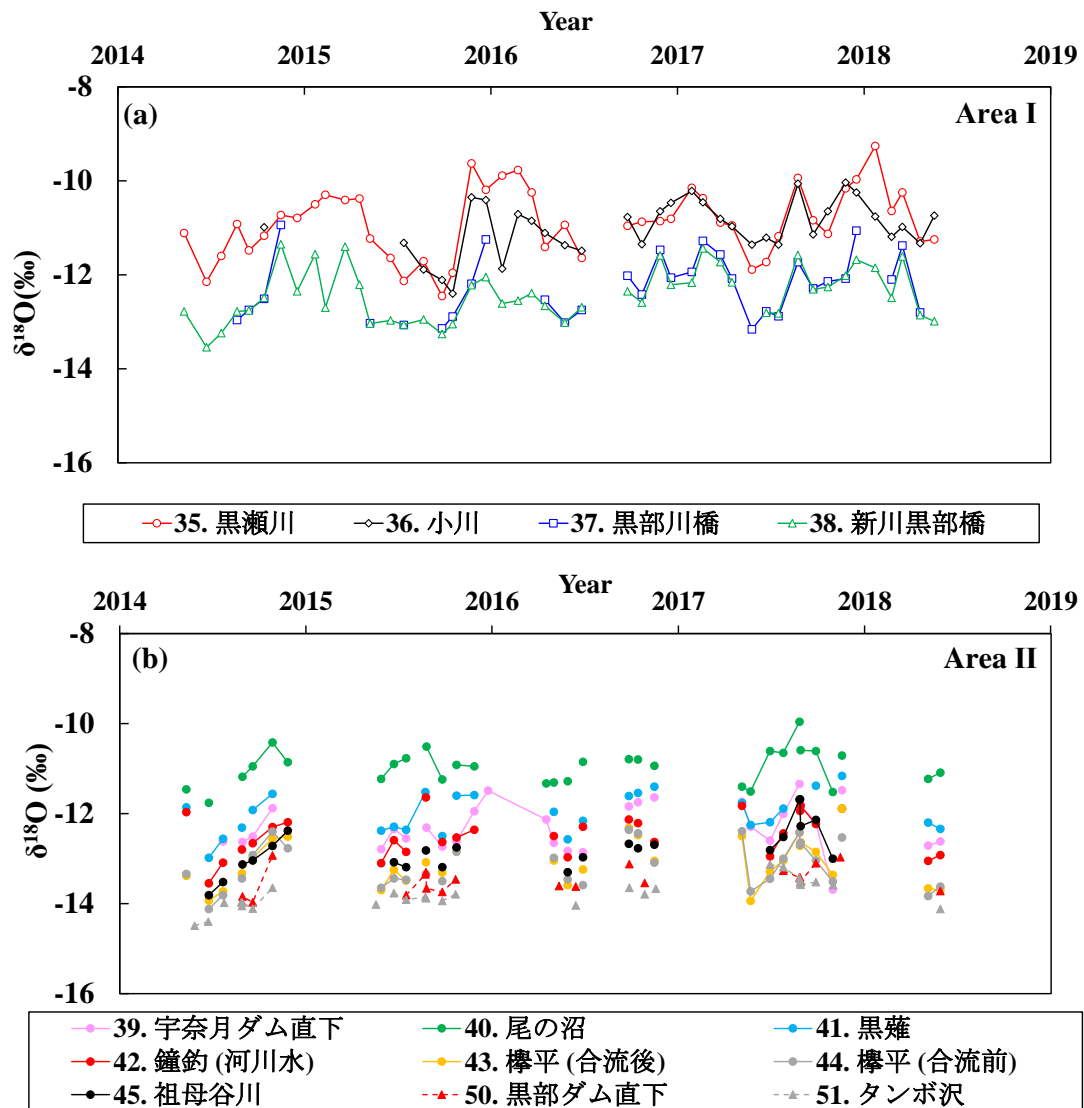 Year
2014 2015 2016 2017 2018 2019
-8
(a) Area I
-10
-12
-14
-16
δ¹⁸O(‰)
35. 黒瀬川 36. 小川 37. 黒部川橋 38. 新川黒部橋
Year
2014 2015 2016 2017 2018 2019
-8
(b) Area II
-10
-12
-14
-16
δ¹⁸O (‰)
39. 宇奈月ダム直下 40. 尾の沼 41. 黒薙
42. 鐘釣 (河川水) 43. 欅平 (合流後) 44. 欅平 (合流前)
45. 祖母谷川 50. 黒部ダム直下 51. タンボ沢